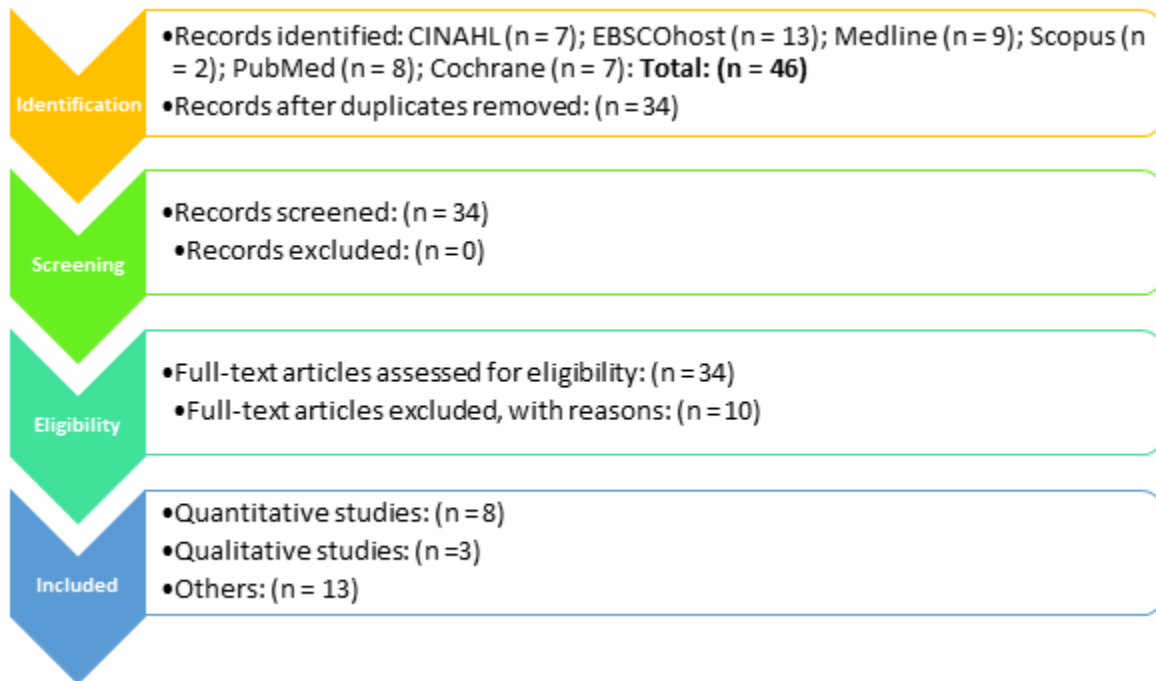 Identification
•Records identified: CINAHL (n = 7); EBSCOhost (n = 13); Medline (n = 9); Scopus (n
= 2); PubMed (n = 8); Cochrane (n = 7): Total: (n = 46)
•Records after duplicates removed: (n = 34)
Screening
•Records screened: (n = 34)
•Records excluded: (n = 0)
Eligibility
•Full-text articles assessed for eligibility: (n = 34)
•Full-text articles excluded, with reasons: (n = 10)
Included
•Quantitative studies: (n = 8)
•Qualitative studies: (n =3)
•Others: (n = 13)